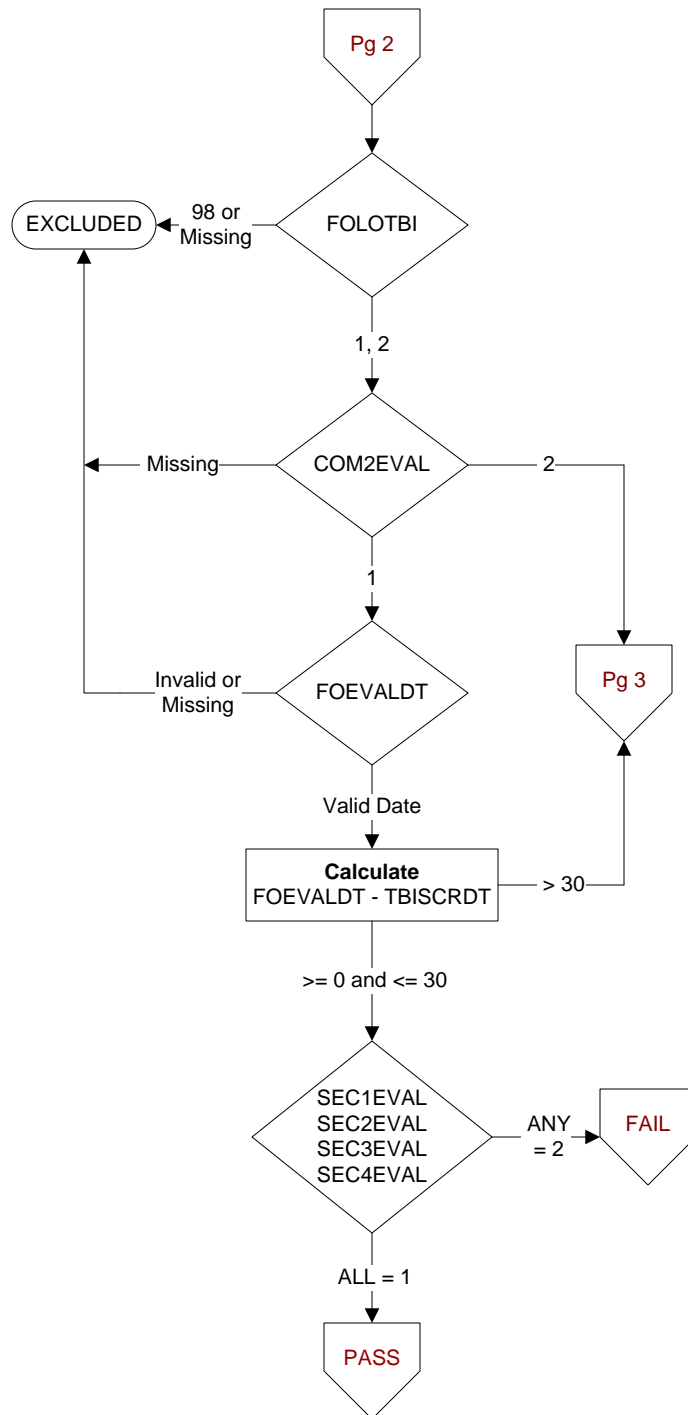 Pg 2
EXCLUDED
98 or
Missing
FOLOTBI
1, 2
Missing
COM2EVAL
2
1
Invalid or
Missing
FOEVALDT
Pg 3
Valid Date
Calculate
FOEVALDT - TBISCRDT
> 30
>= 0 and <= 30
SEC1EVAL
SEC2EVAL
SEC3EVAL
SEC4EVAL
ANY
= 2
FAIL
ALL = 1
PASS